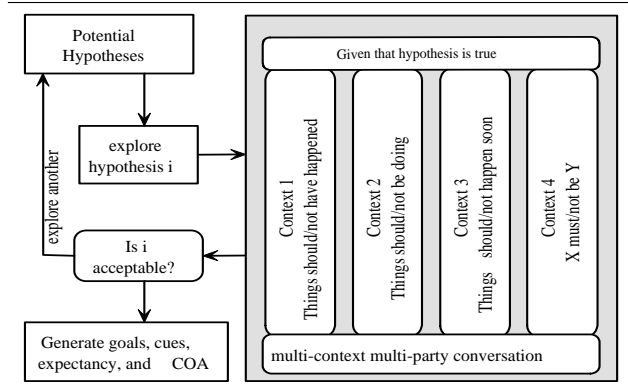 Potential
Hypotheses
explore
hypothesis i
explore another
Is i
acceptable?
Generate goals, cues,
expectancy, and COA
Given that hypothesis is true
Context 1
Things should/not have happened
Context 2
Things should/not be doing
Context 3
Things should/not happen soon
Context 4
X must/not be Y
multi-context multi-party conversation